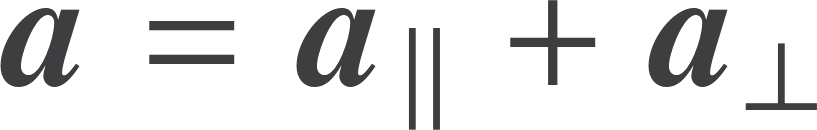 a = a∥ + a⊥